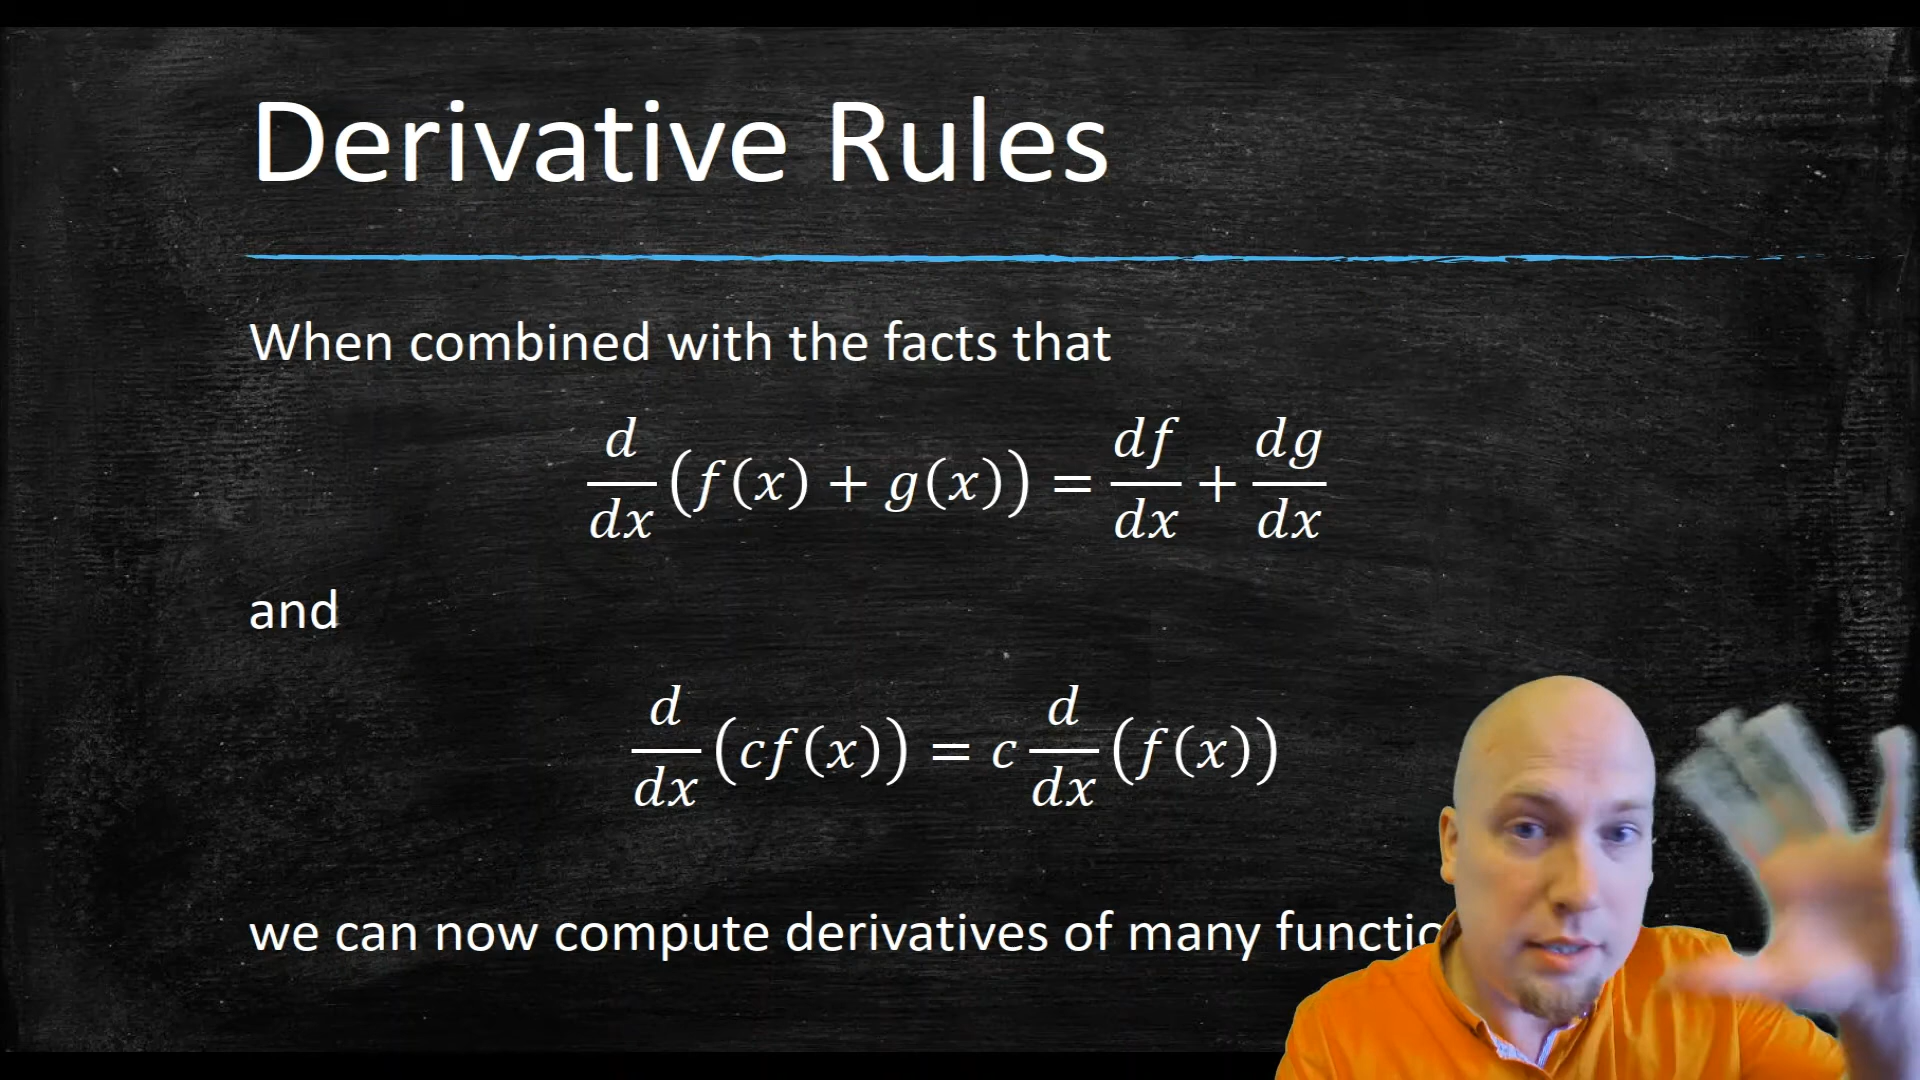 Derivative Rules
When combined with the facts that
d/dx (f(x) + g(x)) = df/dx + dg/dx
and
d/dx (cf(x)) = c d/dx (f(x))
we can now compute derivatives of many